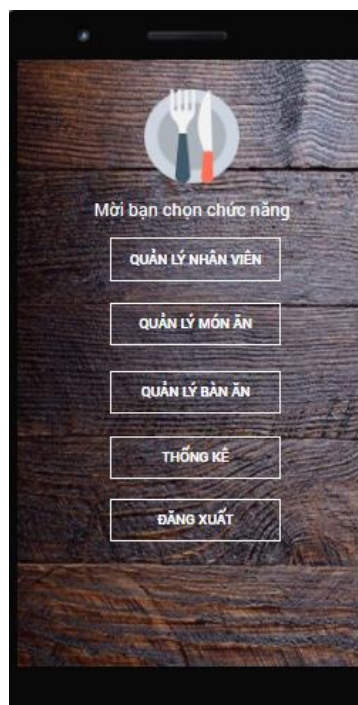 Mời bạn chọn chức năng
QUẢN LÝ NHÂN VIÊN
QUẢN LÝ MÓN ĂN
QUẢN LÝ BÀN ĂN
THỐNG KÊ
ĐĂNG XUẤT